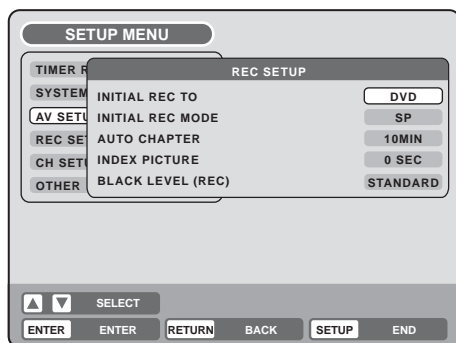 SETUP MENU
TIMER R
REC SETUP
SYSTEM
INITIAL REC TO DVD
AV SETU
INITIAL REC MODE SP
REC SET
AUTO CHAPTER 10MIN
CH SETU
INDEX PICTURE 0 SEC
OTHER
BLACK LEVEL (REC) STANDARD
SELECT
ENTER ENTER RETURN BACK SETUP END